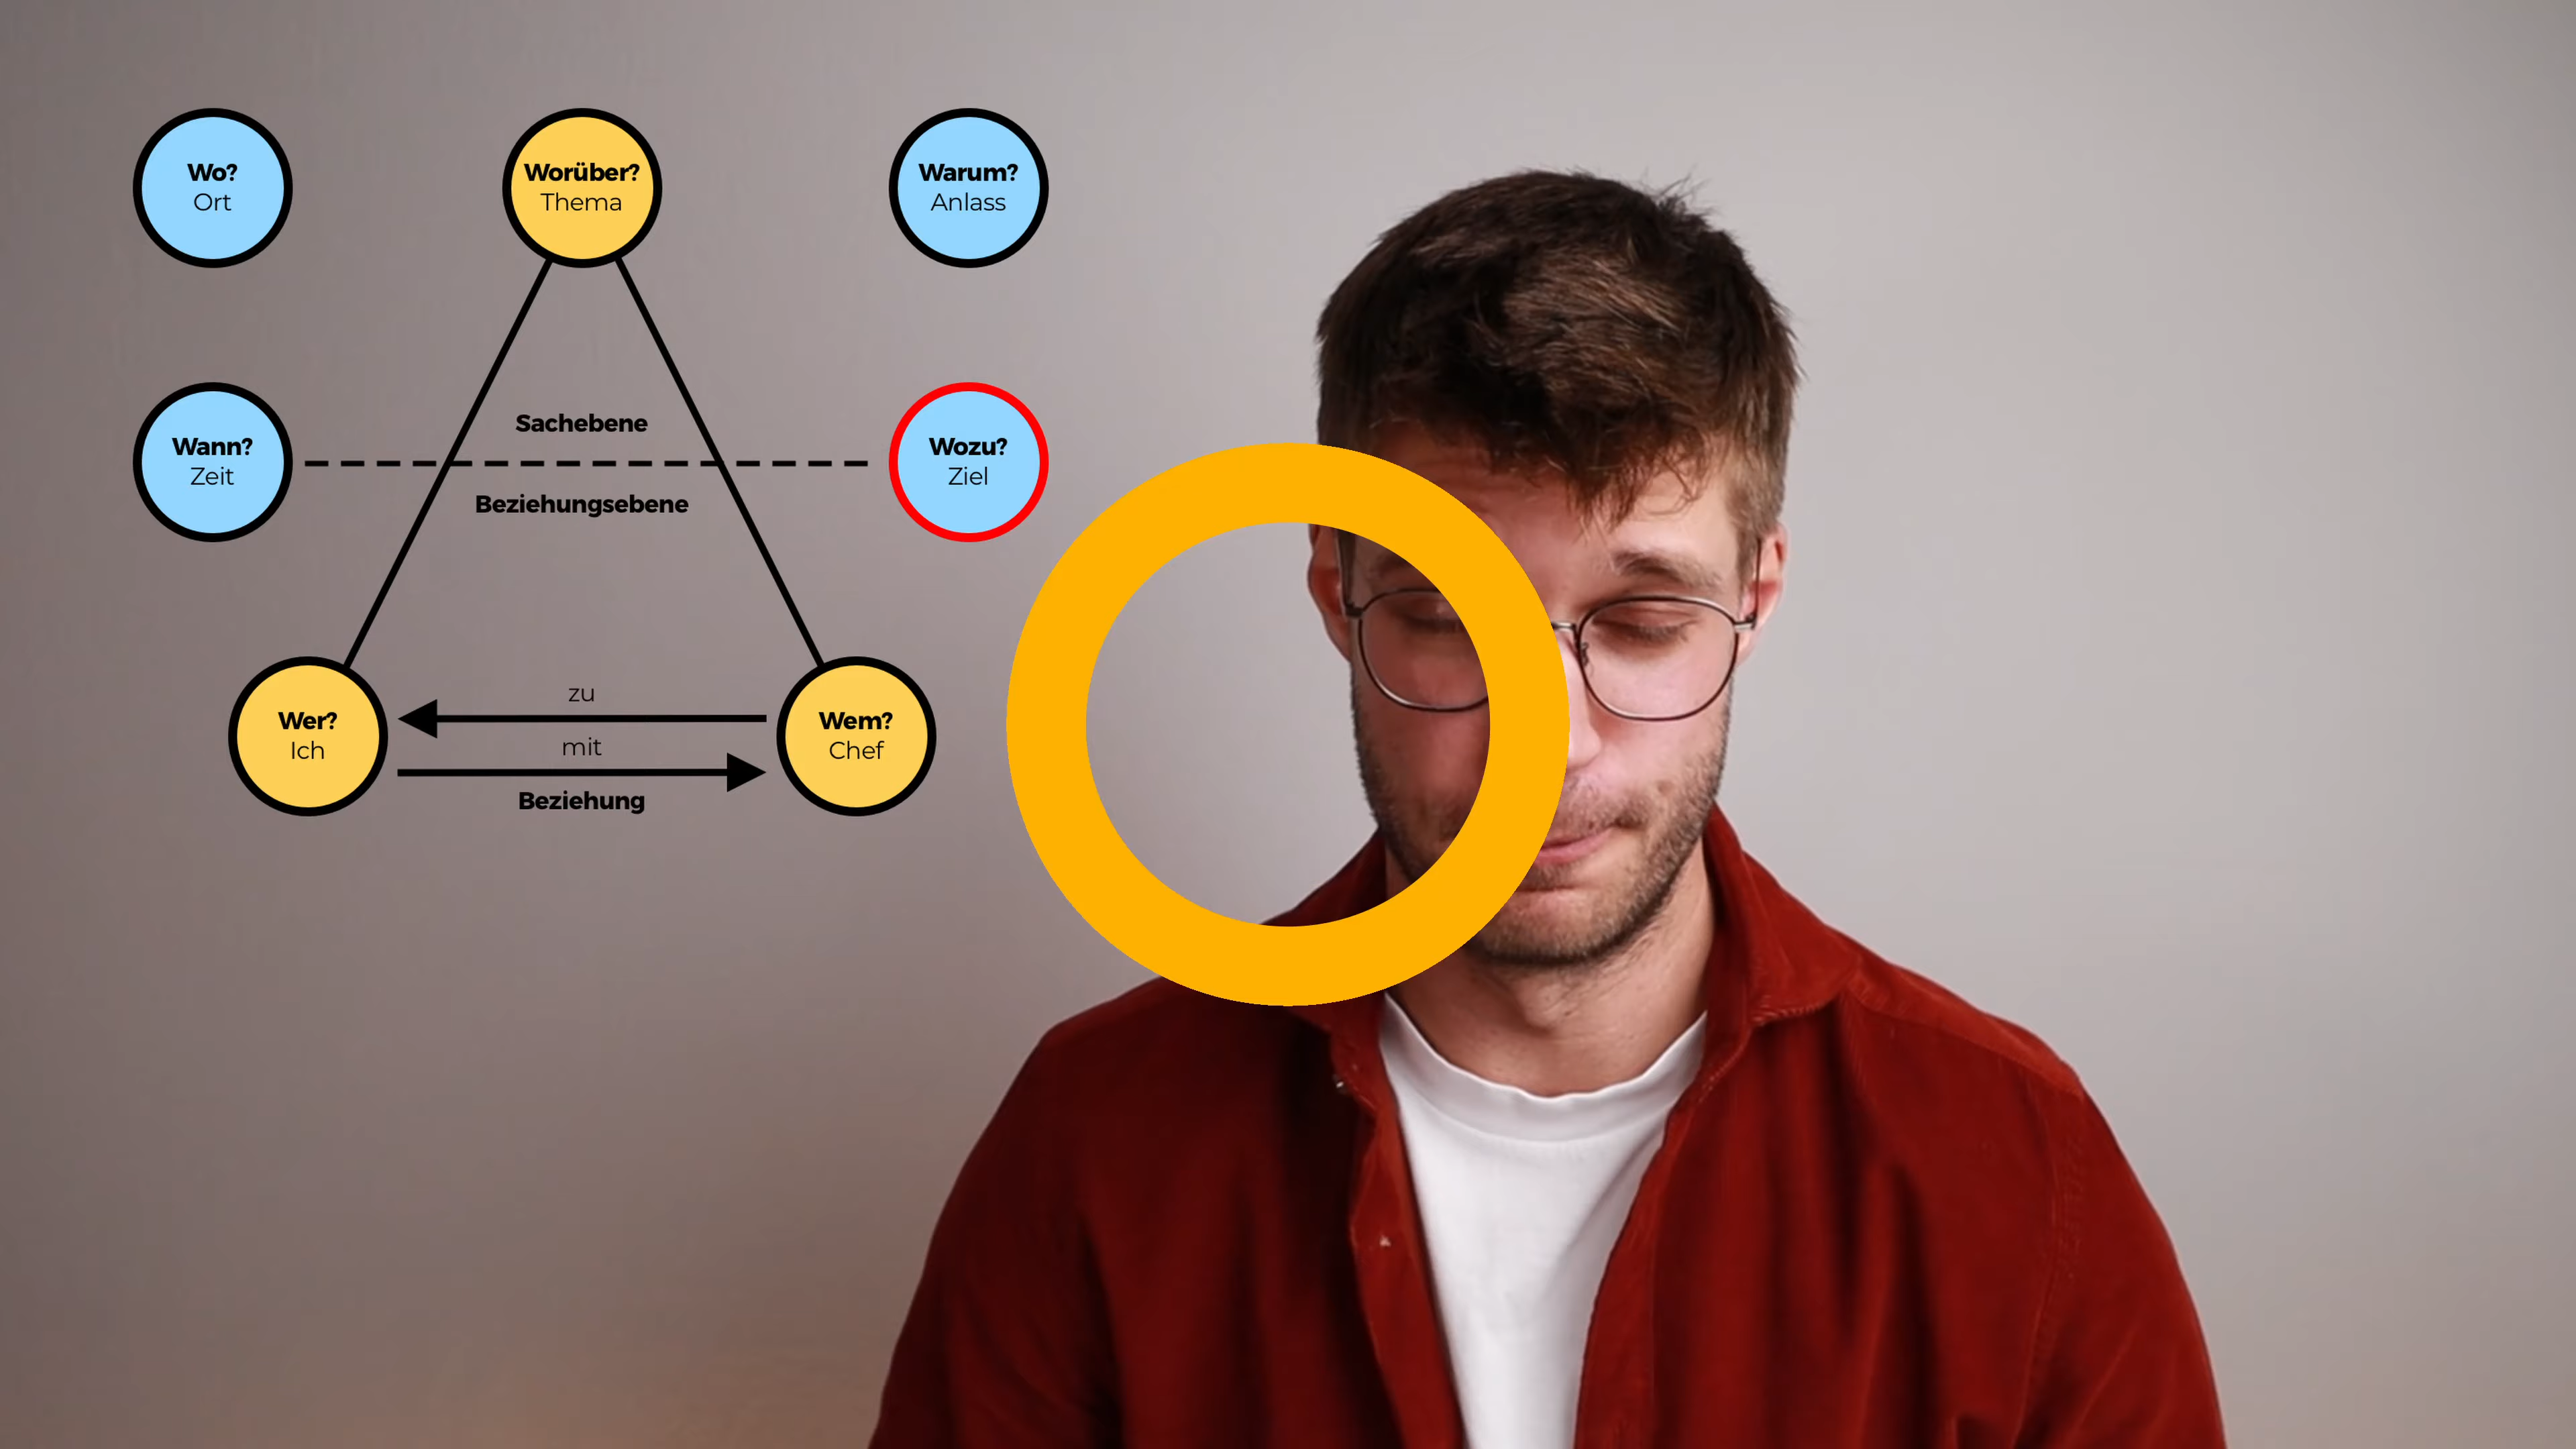 Wo?
Ort
Worüber?
Thema
Warum?
Anlass
Wann?
Zeit
Sachebene
Beziehungsebene
Wozu?
Ziel
Wer?
Ich
zu
mit
Beziehung
Wem?
Chef